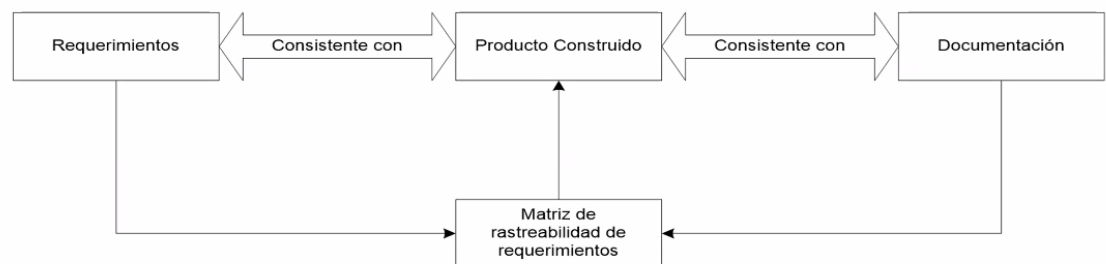 Requerimientos
Consistente con
Producto Construido
Consistente con
Documentación
Matriz de
rastreabilidad de
requerimientos